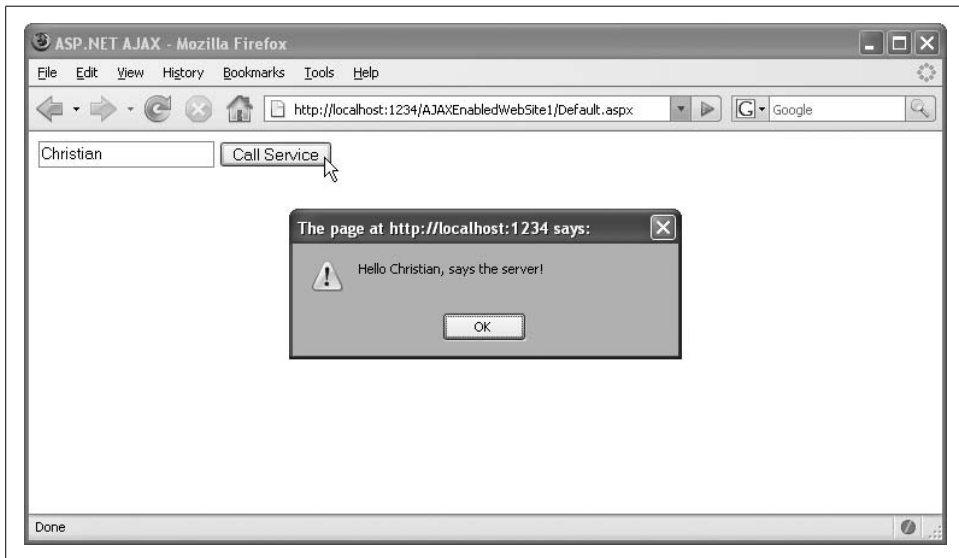 ASP.NET AJAX - Mozilla Firefox
File Edit View History Bookmarks Tools Help
http://localhost:1234/AJAXEnabledWebSite1/Default.aspx
G Google
Christian Call Service
The page at http://localhost:1234 says:
Hello Christian, says the server!
OK
Done